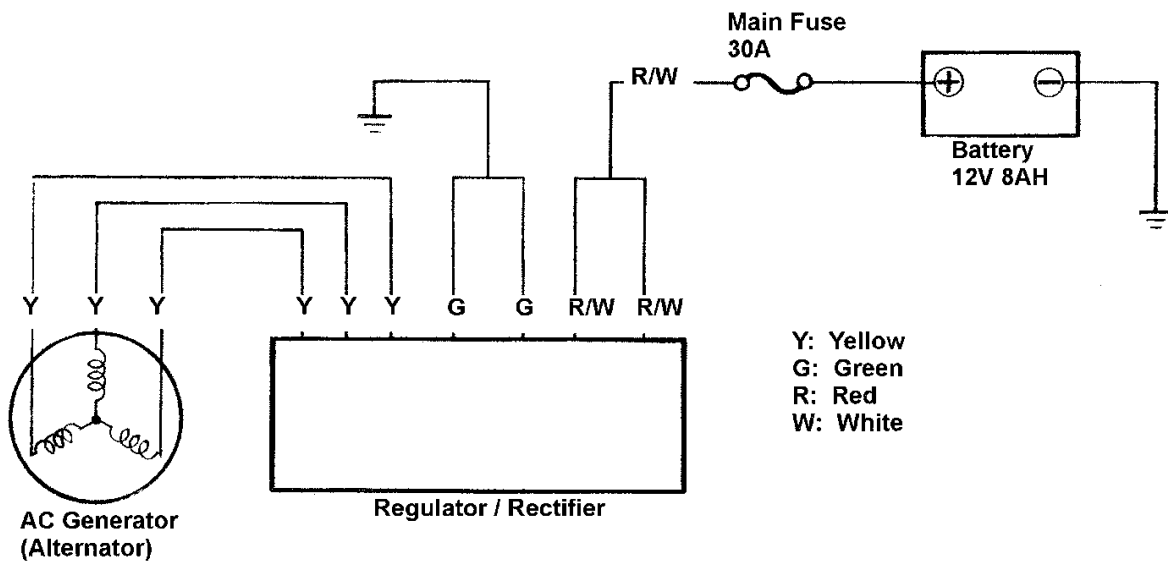 Main Fuse
30A
R/W
Battery
12V 8AH
Y Y Y Y Y Y G G R/W R/W
Y: Yellow
G: Green
R: Red
W: White
Regulator / Rectifier
AC Generator
(Alternator)